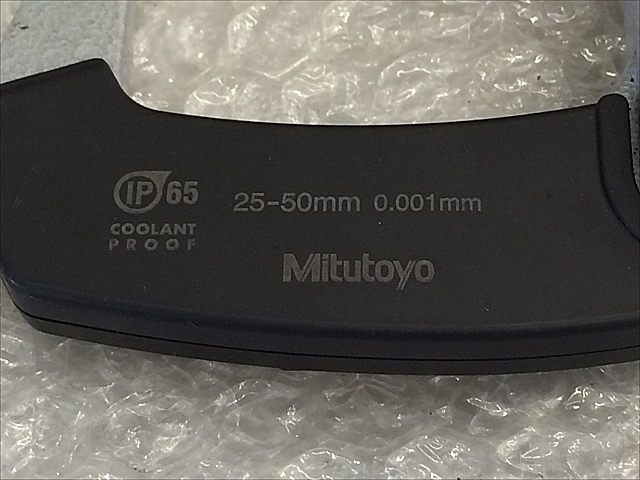 IP65 25-50mm 0.001mm
COOLANT
PROOF
Mitutoyo